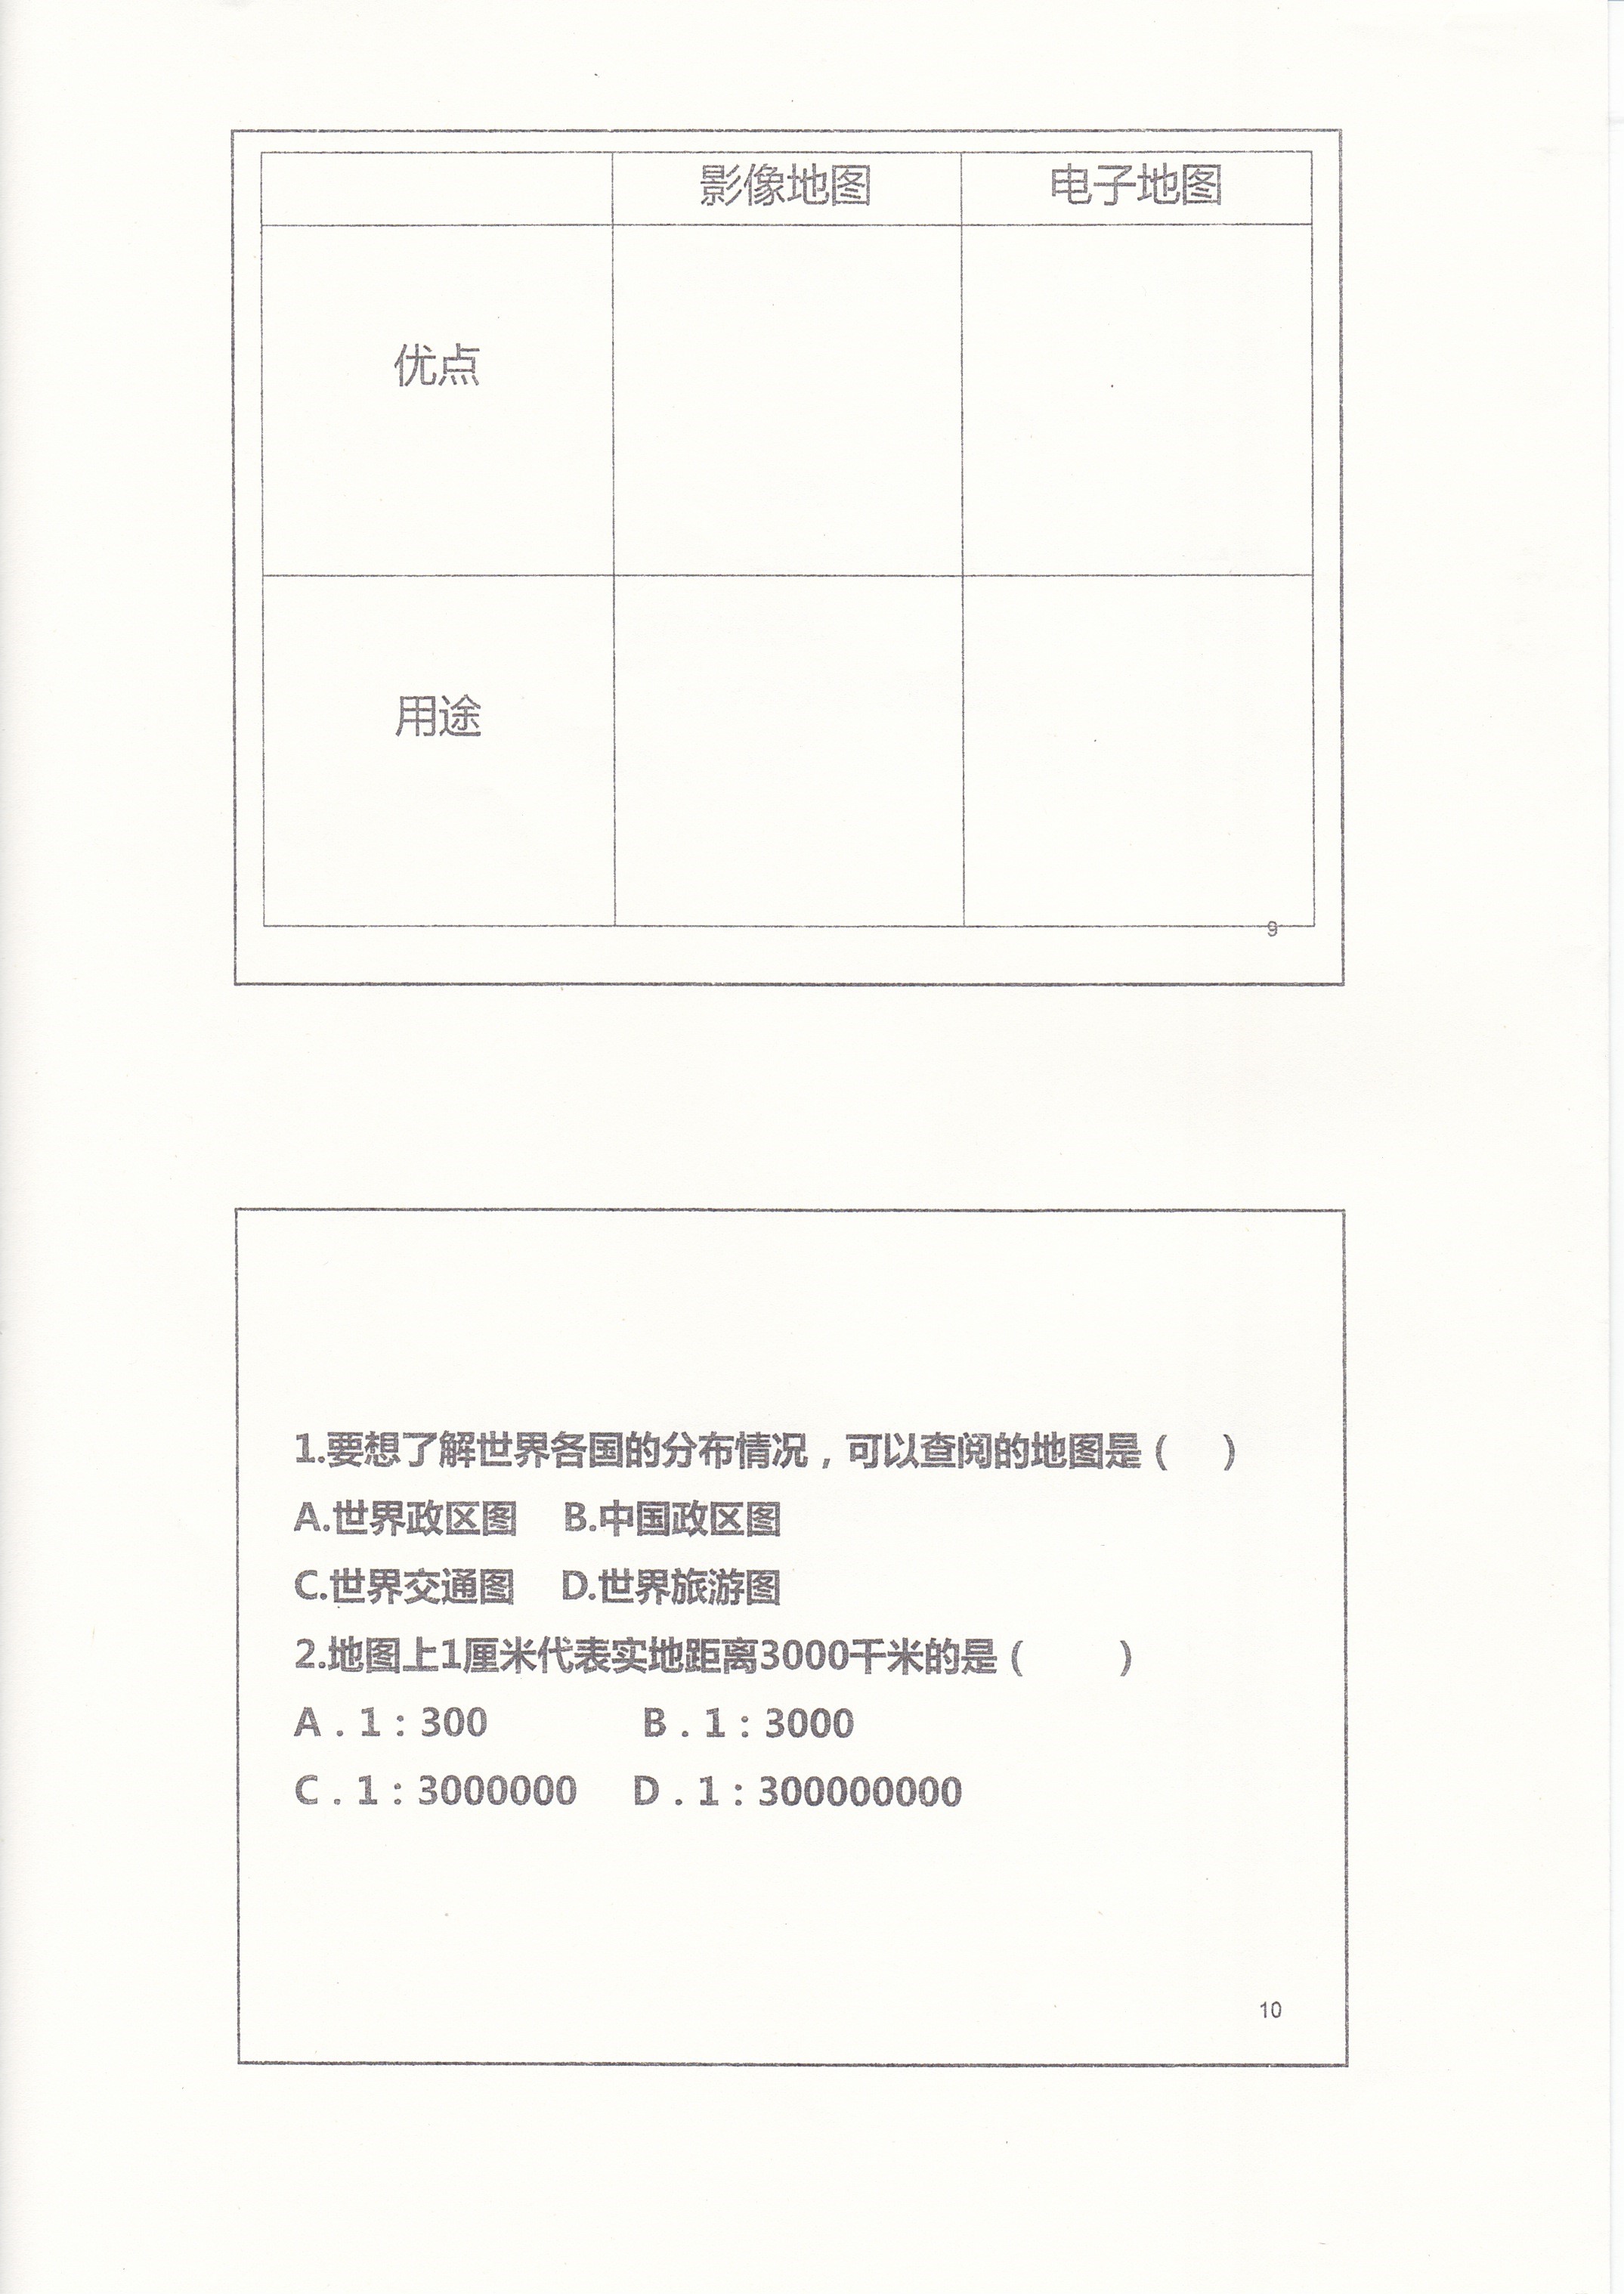 影像地图 电子地图
优点
用途
9
1.要想了解世界各国的分布情况，可以查阅的地图是（ ）
A.世界政区图 B.中国政区图
C.世界交通图 D.世界旅游图
2.地图上1厘米代表实地距离3000千米的是（ ）
A．1：300 B．1：3000
C．1：3000000 D．1：300000000
10